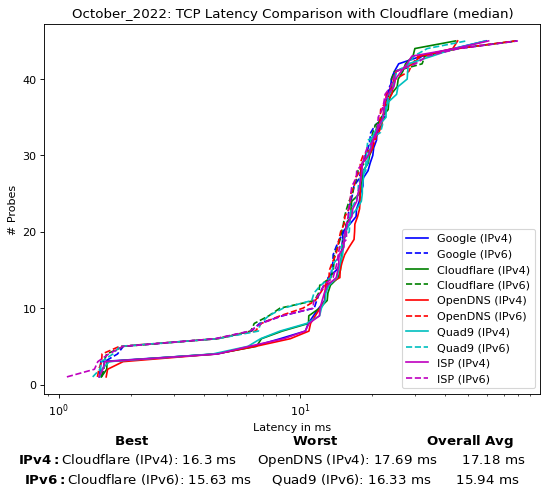 October_2022: TCP Latency Comparison with Cloudflare (median)
# Probes
40
30
20
10
0
10⁰
10¹
Latency in ms
Google (IPv4)
Google (IPv6)
Cloudflare (IPv4)
Cloudflare (IPv6)
OpenDNS (IPv4)
OpenDNS (IPv6)
Quad9 (IPv4)
Quad9 (IPv6)
ISP (IPv4)
ISP (IPv6)
Best Worst Overall Avg
IPv4: Cloudflare (IPv4): 16.3 ms OpenDNS (IPv4): 17.69 ms 17.18 ms
IPv6: Cloudflare (IPv6): 15.63 ms Quad9 (IPv6): 16.33 ms 15.94 ms